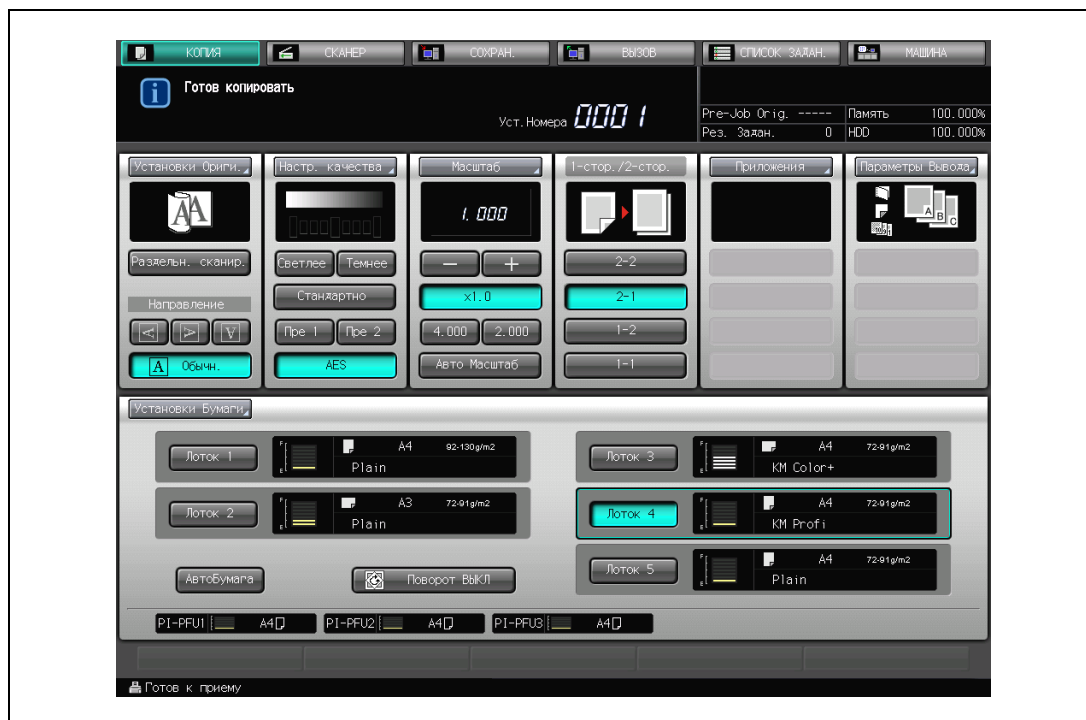 КОПИЯ СКАНЕР СОХРАН. ВЫЗОВ СПИСОК ЗАДАН. МАШИНА
Готов копировать
Уст.Номера 0001
Pre-Job Orig. ----- Память 100.000%
Рез. Задан. 0 HDD 100.000%
Установки Ориги. Настр. качества Масштаб 1-стор./2-стор. Приложения Параметры Вывода
1.000
Раздельн. сканир. Светлее Темнее − + 2-2
Направление Стандартно x1.0 2-1
Пре 1 Пре 2 4.000 2.000 1-2
Обычн. AES Авто Масштаб 1-1
Установки Бумаги
Лоток 1 A4 92-130g/m2
Plain
Лоток 2 A3 72-91g/m2
Plain
Лоток 3 A4 72-91g/m2
KM Color+
Лоток 4 A4 72-91g/m2
KM Profi
Лоток 5 A4 72-91g/m2
Plain
АвтоБумага Поворот ВЫКЛ
PI-PFU1 A4 PI-PFU2 A4 PI-PFU3 A4
Готов к приему